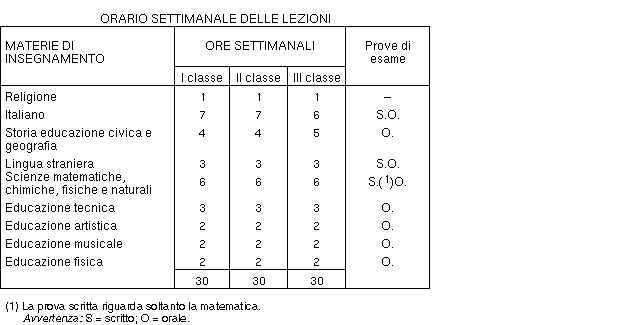 ORARIO SETTIMANALE DELLE LEZIONI
MATERIE DI INSEGNAMENTO ORE SETTIMANALI Prove di esame
I classe II classe III classe
Religione 1 1 1 –
Italiano 7 7 6 S.O.
Storia educazione civica e geografia 4 4 5 O.
Lingua straniera 3 3 3 S.O.
Scienze matematiche, chimiche, fisiche e naturali 6 6 6 S.(1)O.
Educazione tecnica 3 3 3 O.
Educazione artistica 2 2 2 O.
Educazione musicale 2 2 2 O.
Educazione fisica 2 2 2 O.
30 30 30
(1) La prova scritta riguarda soltanto la matematica.
Avvertenza: S = scritto; O = orale.